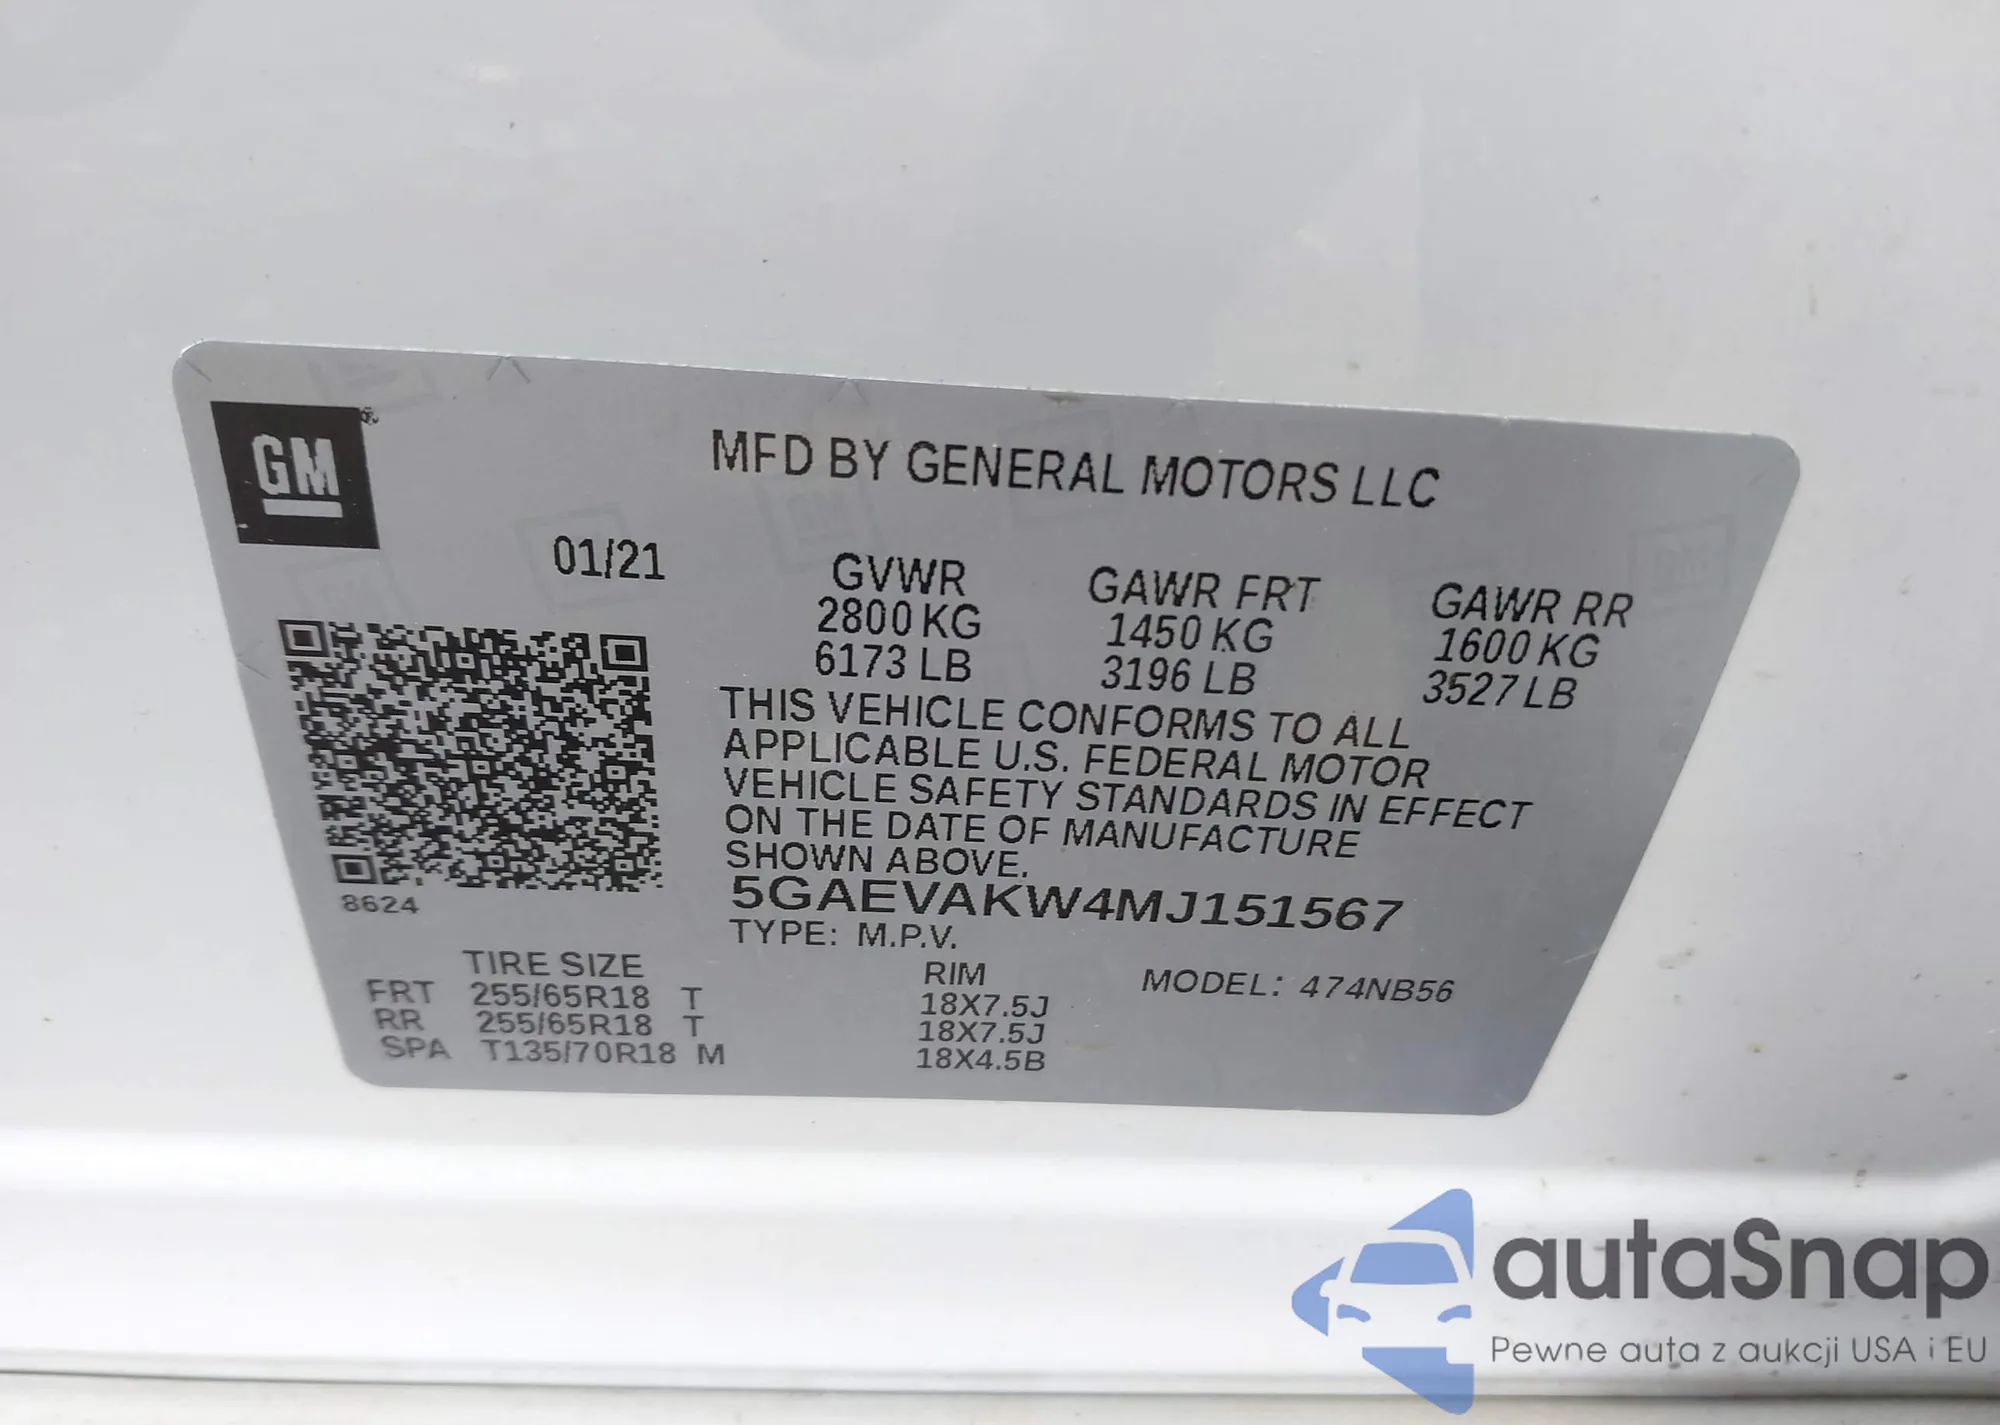 GM
MFD BY GENERAL MOTORS LLC
01/21
GVWR GAWR FRT GAWR RR
2800 KG 1450 KG 1600 KG
6173 LB 3196 LB 3527 LB
THIS VEHICLE CONFORMS TO ALL
APPLICABLE U.S. FEDERAL MOTOR
VEHICLE SAFETY STANDARDS IN EFFECT
ON THE DATE OF MANUFACTURE
SHOWN ABOVE.
8624
5GAEVAKW4MJ151567
TYPE: M.P.V.
TIRE SIZE RIM MODEL: 474NB56
FRT 255/65R18 T 18X7.5J
RR 255/65R18 T 18X7.5J
SPA T135/70R18 M 18X4.5B
autaSnap
Pewne auta z aukcji USA i EU